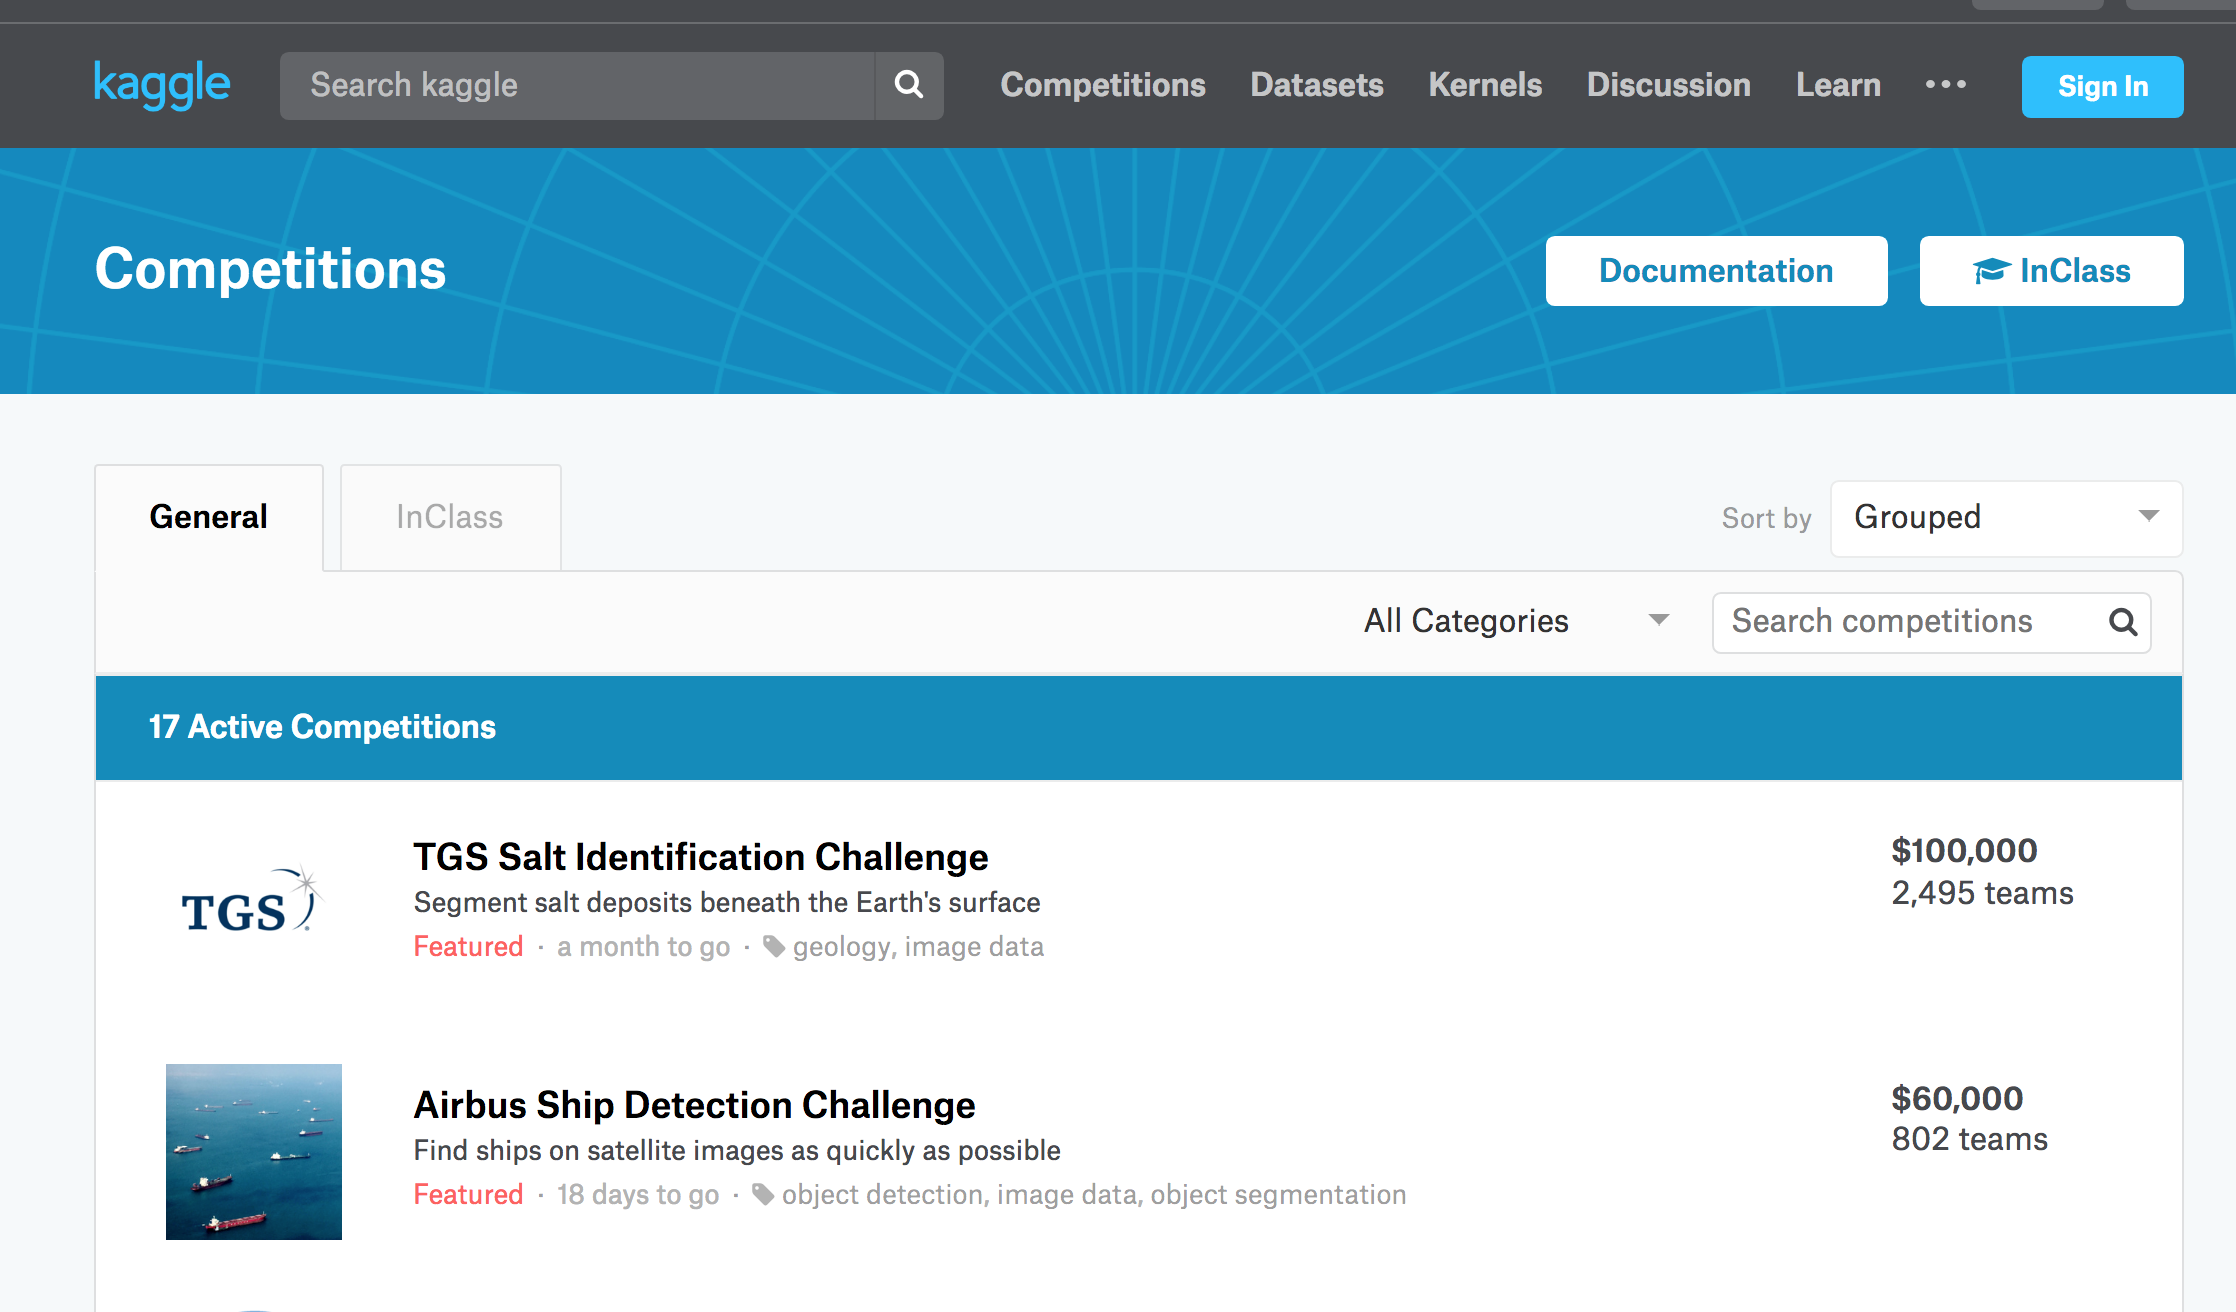 kaggle
Search kaggle
Competitions
Datasets
Kernels
Discussion
Learn
•••
Sign In
Competitions
Documentation
InClass
General
InClass
Sort by
Grouped
All Categories
Search competitions
17 Active Competitions
TGS
TGS Salt Identification Challenge
Segment salt deposits beneath the Earth's surface
Featured · a month to go · geology, image data
$100,000
2,495 teams
Airbus Ship Detection Challenge
Find ships on satellite images as quickly as possible
Featured · 18 days to go · object detection, image data, object segmentation
$60,000
802 teams